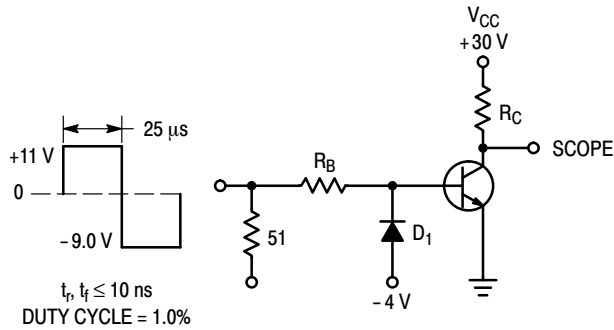 V_CC
+30 V
25 μs
R_C
+11 V
SCOPE
R_B
0
51
D_1
−9.0 V
−4 V
t_r, t_f ≤ 10 ns
DUTY CYCLE = 1.0%